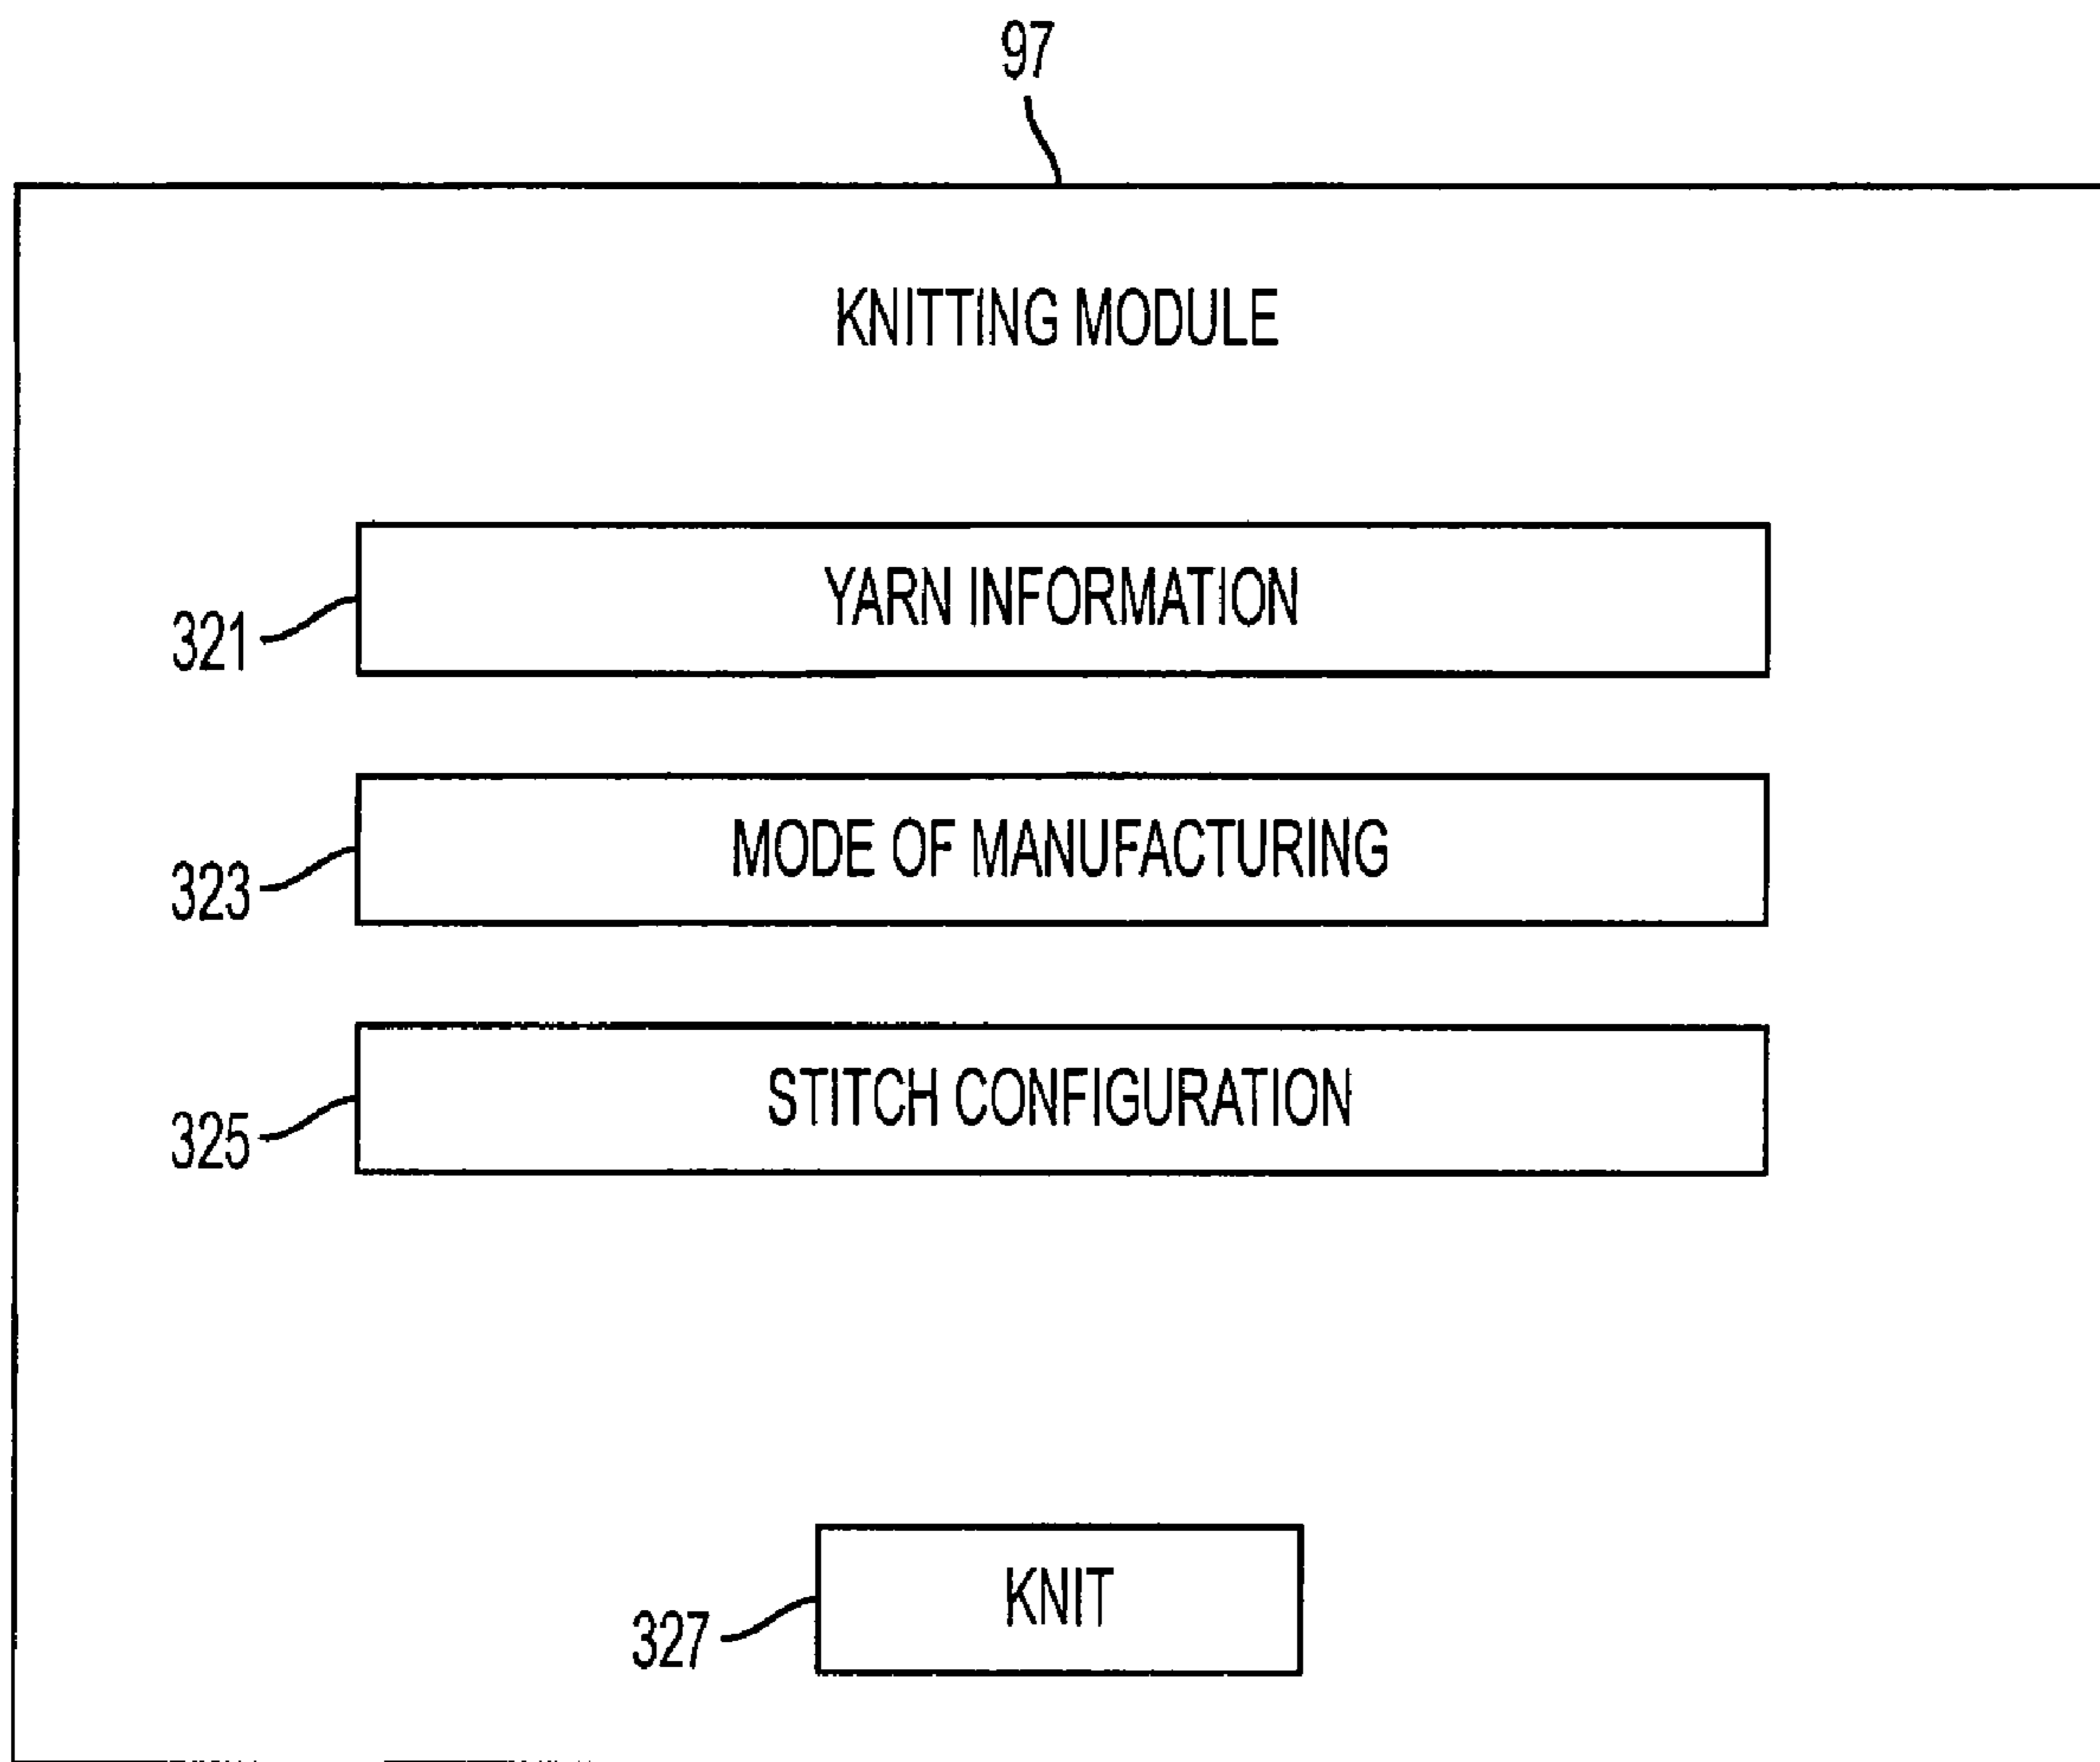 97
KNITTING MODULE
YARN INFORMATION
321
MODE OF MANUFACTURING
323
STITCH CONFIGURATION
325
KNIT
327